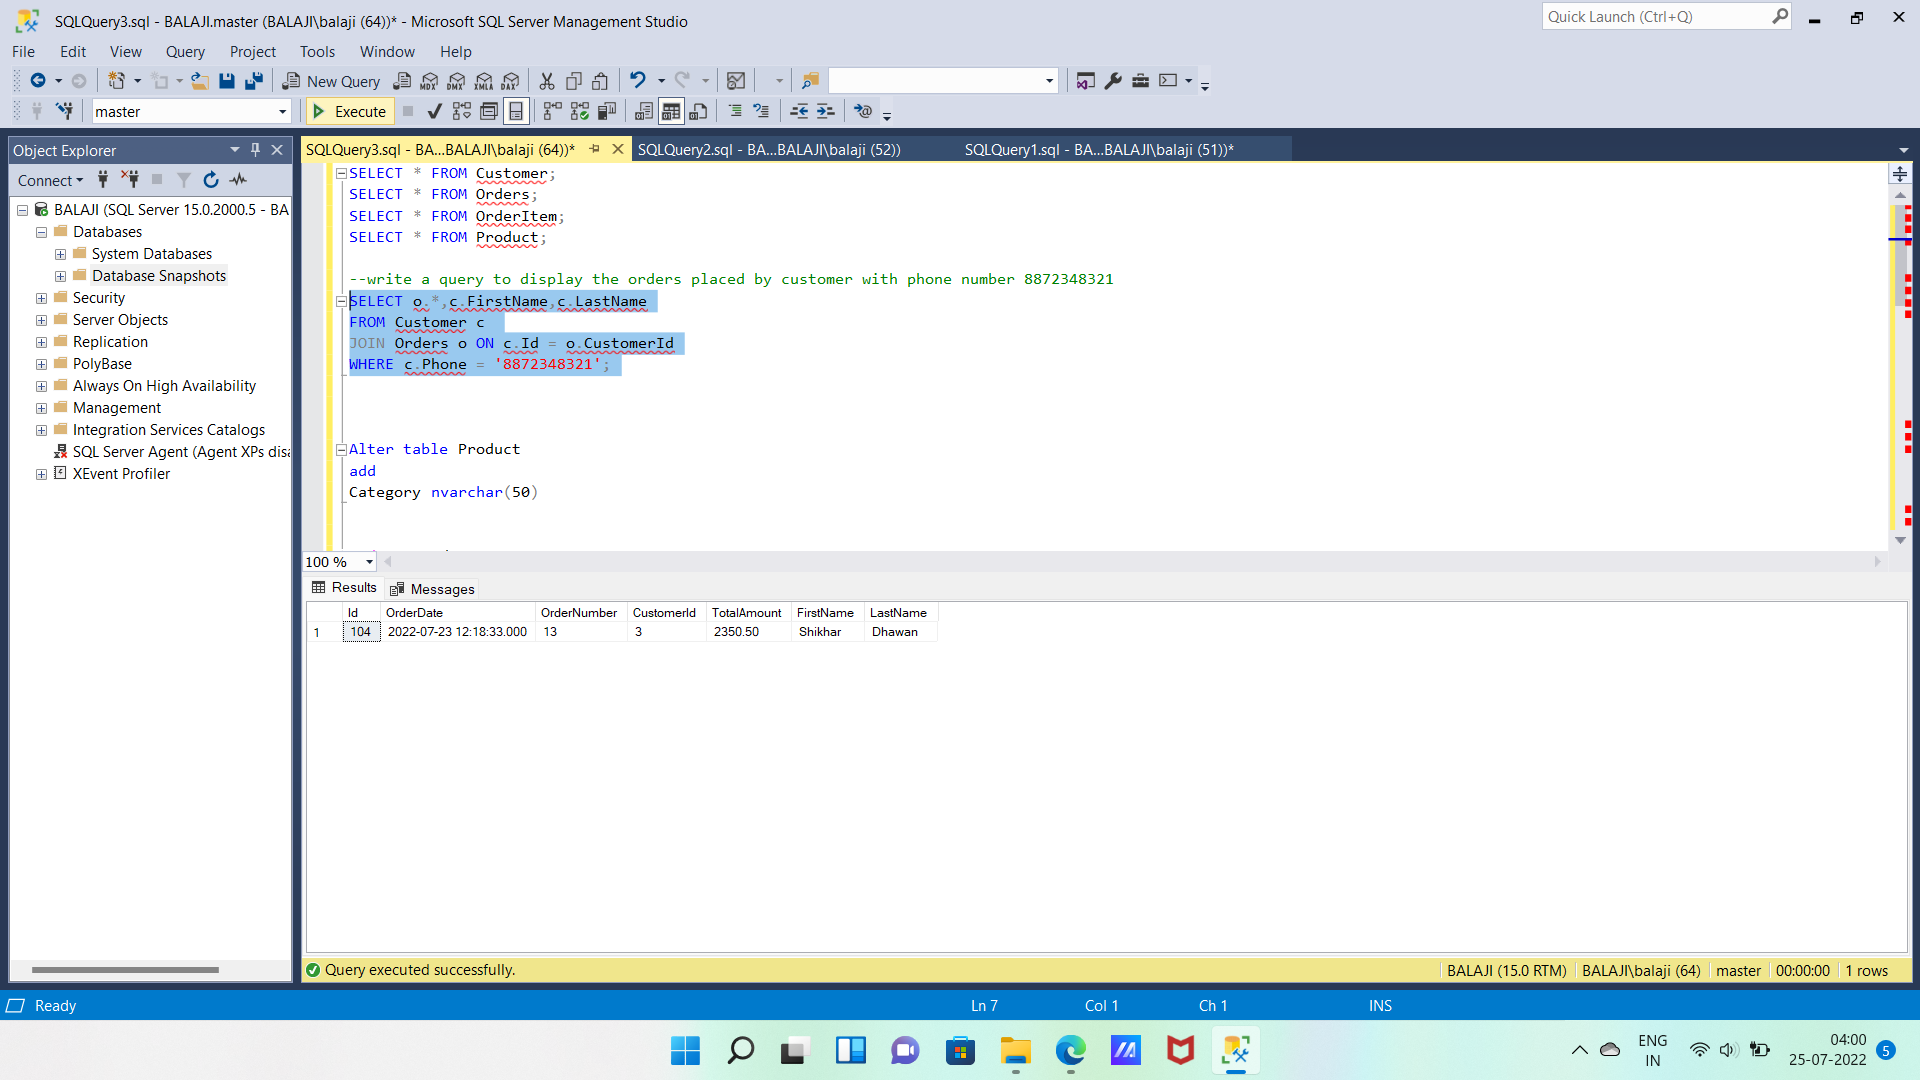 SQLQuery3.sql - BALAJI.master (BALAJI\balaji (64))* - Microsoft SQL Server Management Studio
Quick Launch (Ctrl+Q)
File Edit View Query Project Tools Window Help
New Query
MDX DMX XMLA DAX
master
Execute
Object Explorer
SQLQuery3.sql - BA...BALAJI\balaji (64))*
SQLQuery2.sql - BA...BALAJI\balaji (52))
SQLQuery1.sql - BA...BALAJI\balaji (51))*
Connect
BALAJI (SQL Server 15.0.2000.5 - BA
Databases
System Databases
Database Snapshots
Security
Server Objects
Replication
PolyBase
Always On High Availability
Management
Integration Services Catalogs
SQL Server Agent (Agent XPs disa
XEvent Profiler
SELECT * FROM Customer;
SELECT * FROM Orders;
SELECT * FROM OrderItem;
SELECT * FROM Product;
--write a query to display the orders placed by customer with phone number 8872348321
SELECT o.*,c.FirstName,c.LastName
FROM Customer c
JOIN Orders o ON c.Id = o.CustomerId
WHERE c.Phone = '8872348321';
Alter table Product
add
Category nvarchar(50)
100 %
Results Messages
Id OrderDate OrderNumber CustomerId TotalAmount FirstName LastName
1 104 2022-07-23 12:18:33.000 13 3 2350.50 Shikhar Dhawan
Query executed successfully.
BALAJI (15.0 RTM) BALAJI\balaji (64) master 00:00:00 1 rows
Ready Ln 7 Col 1 Ch 1 INS
ENG
IN
04:00
25-07-2022
5